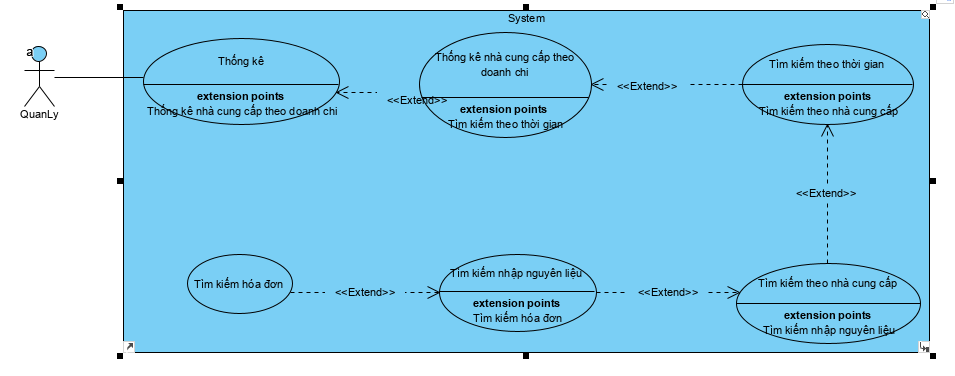 System
a
QuanLy
Thống kê
extension points
Thống kê nhà cung cấp theo doanh chi
<<Extend>>
Thống kê nhà cung cấp theo
doanh chi
extension points
Tìm kiếm theo thời gian
<<Extend>>
Tìm kiếm theo thời gian
extension points
Tìm kiếm theo nhà cung cấp
<<Extend>>
Tìm kiếm hóa đơn
<<Extend>>
Tìm kiếm nhập nguyên liệu
extension points
Tìm kiếm hóa đơn
<<Extend>>
Tìm kiếm theo nhà cung cấp
extension points
Tìm kiếm nhập nguyên liệu